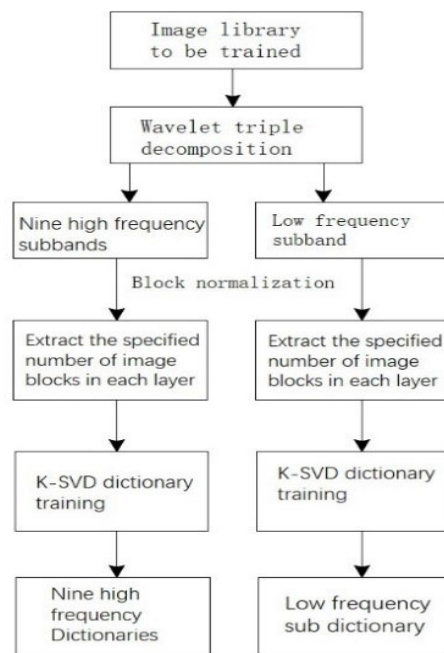 Image library
to be trained
Wavelet triple
decomposition
Nine high frequency
subbands
Low frequency
subband
Block normalization
Extract the specified
number of image
blocks in each layer
Extract the specified
number of image
blocks in each layer
K-SVD dictionary
training
K-SVD dictionary
training
Nine high
frequency
Dictionaries
Low frequency
sub dictionary